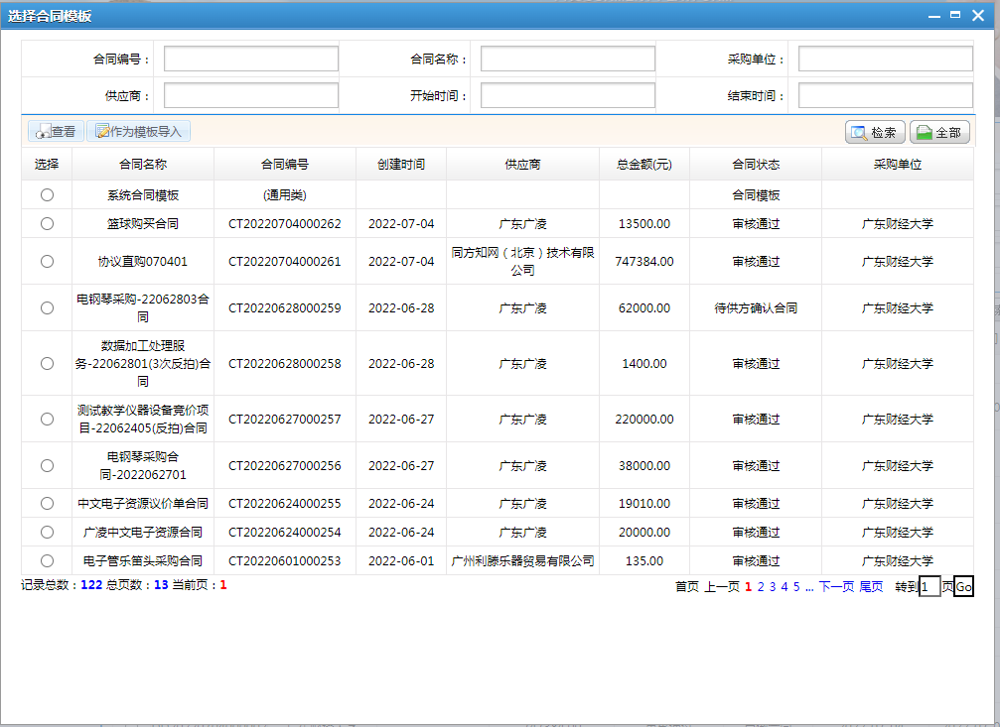 选择合同模板
合同编号： 合同名称： 采购单位：
供应商： 开始时间： 结束时间：
查看 作为模板导入 检索 全部
选择 合同名称 合同编号 创建时间 供应商 总金额(元) 合同状态 采购单位
系统合同模板 (通用类) 合同模板
篮球购买合同 CT20220704000262 2022-07-04 广东广凌 13500.00 审核通过 广东财经大学
协议直购070401 CT20220704000261 2022-07-04 同方知网（北京）技术有限
公司 747384.00 审核通过 广东财经大学
电钢琴采购-22062803合
同 CT20220628000259 2022-06-28 广东广凌 62000.00 待供方确认合同 广东财经大学
数据加工处理服
务-22062801(3次反拍)合
同 CT20220628000258 2022-06-28 广东广凌 1400.00 审核通过 广东财经大学
测试教学仪器设备竞价项
目-22062405(反拍)合同 CT20220627000257 2022-06-27 广东广凌 220000.00 审核通过 广东财经大学
电钢琴采购合
同-2022062701 CT20220627000256 2022-06-27 广东广凌 38000.00 审核通过 广东财经大学
中文电子资源议价单合同 CT20220624000255 2022-06-24 广东广凌 19010.00 审核通过 广东财经大学
广凌中文电子资源合同 CT20220624000254 2022-06-24 广东广凌 20000.00 审核通过 广东财经大学
电子管乐笛头采购合同 CT20220601000253 2022-06-01 广州利滕乐器贸易有限公司 135.00 审核通过 广东财经大学
记录总数：122 总页数：13 当前页：1 首页 上一页 1 2 3 4 5 ... 下一页 尾页 转到 1 页 Go